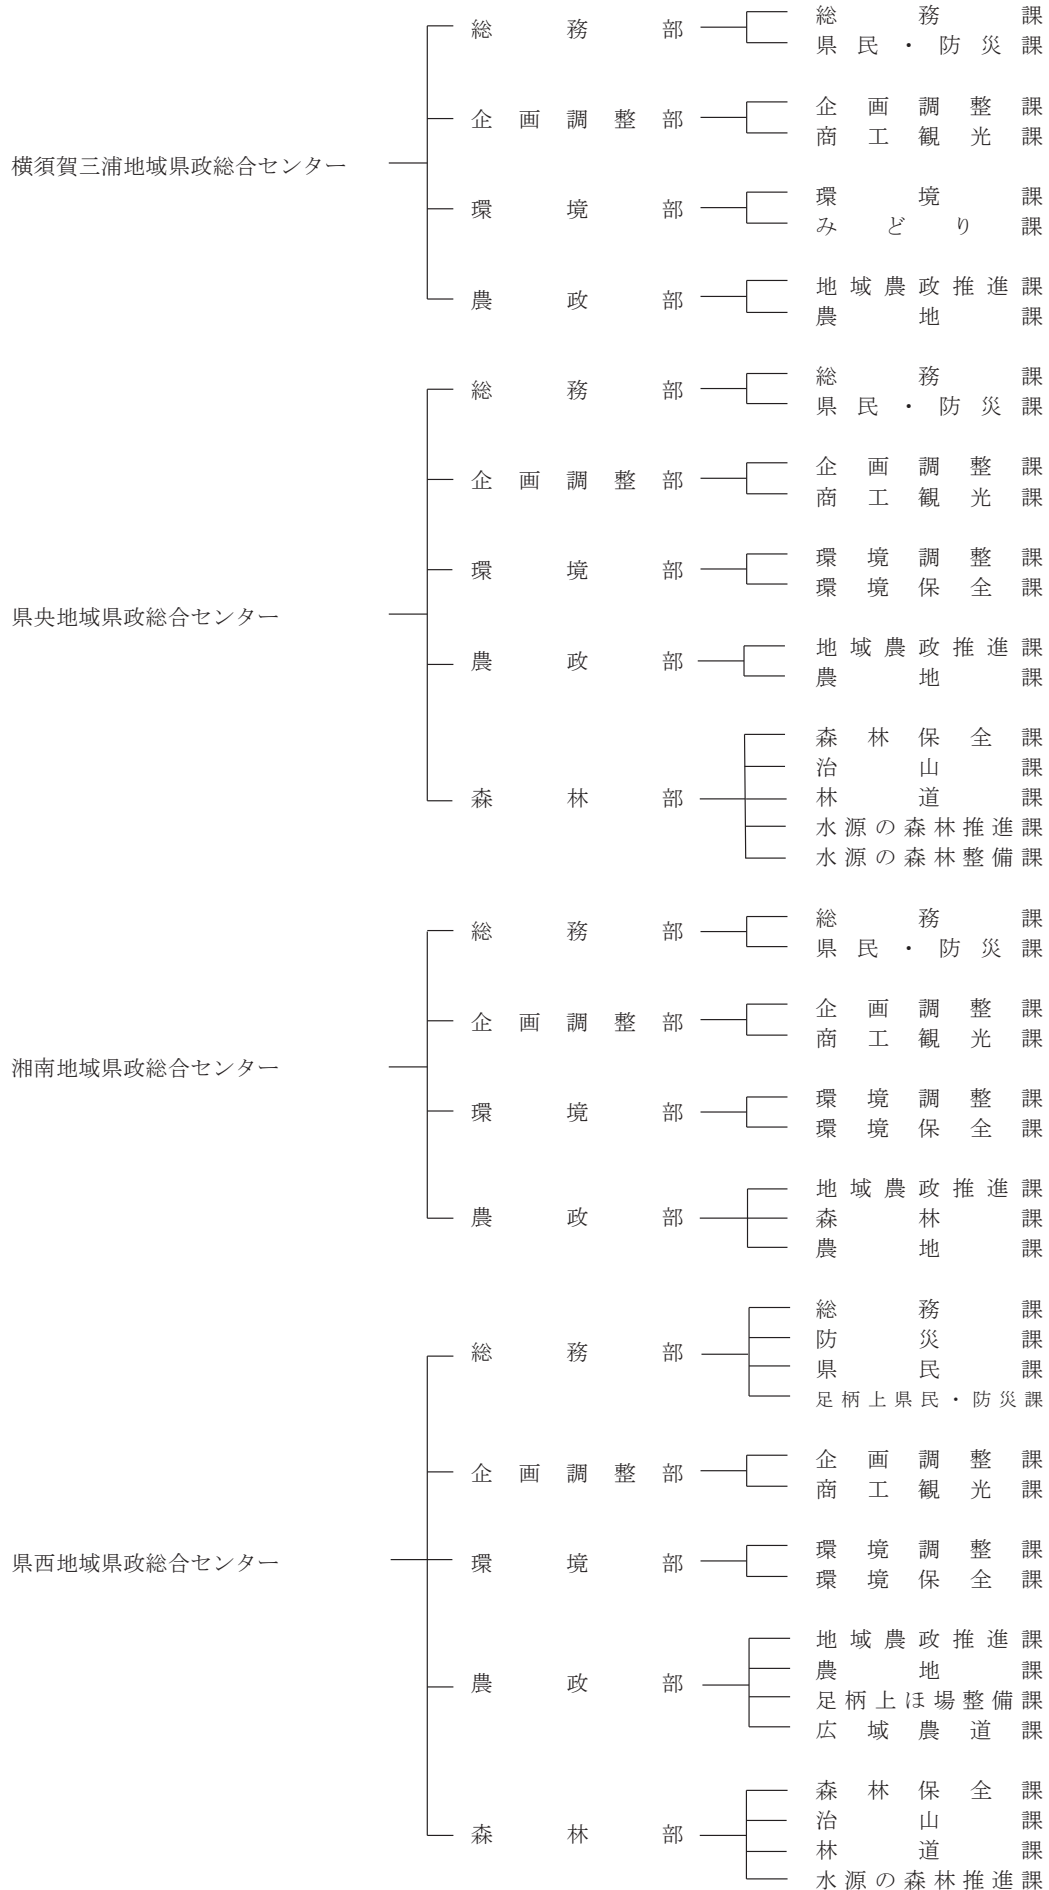 総務部
総務課
県民・防災課
企画調整部
企画調整課
商工観光課
横須賀三浦地域県政総合センター
環境部
環境課
みどり課
農政部
地域農政推進課
農地課
総務部
総務課
県民・防災課
企画調整部
企画調整課
商工観光課
環境部
環境調整課
環境保全課
県央地域県政総合センター
農政部
地域農政推進課
農地課
森林部
森林保全課
治山課
林道課
水源の森林推進課
水源の森林整備課
総務部
総務課
県民・防災課
企画調整部
企画調整課
商工観光課
湘南地域県政総合センター
環境部
環境調整課
環境保全課
農政部
地域農政推進課
森林課
農地課
総務部
総務課
防災課
県民課
足柄上県民・防災課
企画調整部
企画調整課
商工観光課
県西地域県政総合センター
環境部
環境調整課
環境保全課
農政部
地域農政推進課
農地課
足柄上ほ場整備課
広域農道課
森林部
森林保全課
治山課
林道課
水源の森林推進課